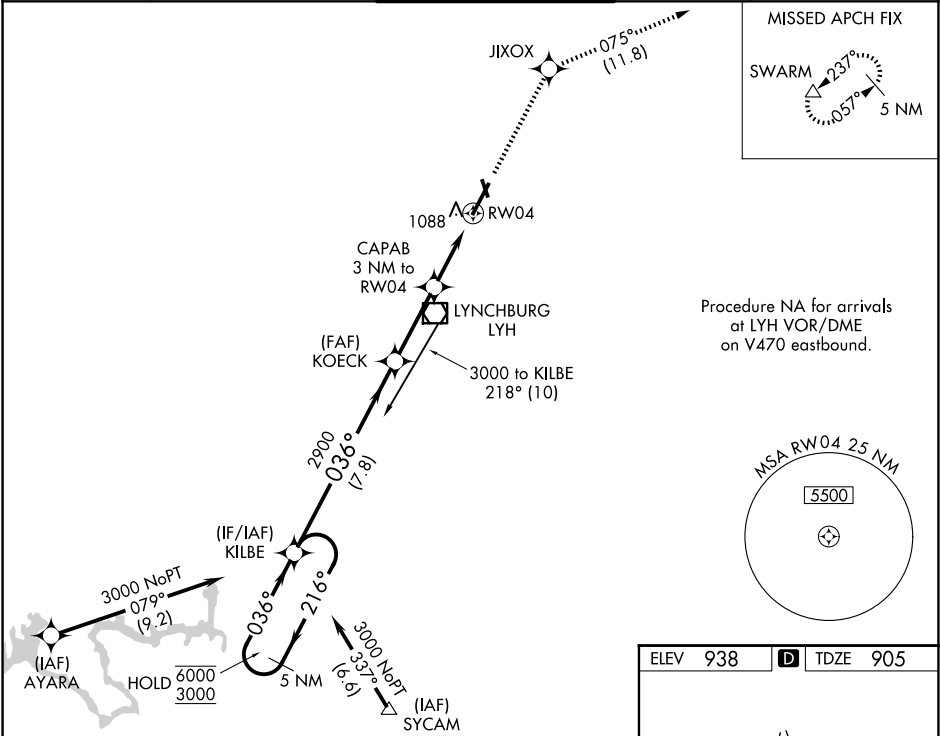 MISSED APCH FIX
SWARM
237°
057°
5 NM
JIXOX
075°
(11.8)
1088
RW04
CAPAB
3 NM to
RW04
LYNCHBURG
LYH
(FAF)
KOECK
3000 to KILBE
218° (10)
Procedure NA for arrivals
at LYH VOR/DME
on V470 eastbound.
2900
036°
(7.8)
MSA RW04 25 NM
5500
(IF/IAF)
KILBE
3000 NoPT
079°
(9.2)
(IAF)
AYARA
036°
216°
HOLD 6000
3000
5 NM
3000 NoPT
337°
(6.6)
(IAF)
SYCAM
ELEV 938 D TDZE 905